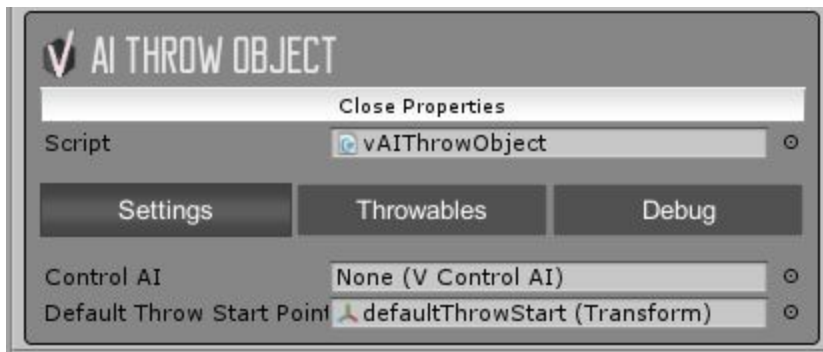 AI THROW OBJECT
Close Properties
Script vAIThrowObject
Settings Throwables Debug
Control AI None (V Control AI)
Default Throw Start Point defaultThrowStart (Transform)